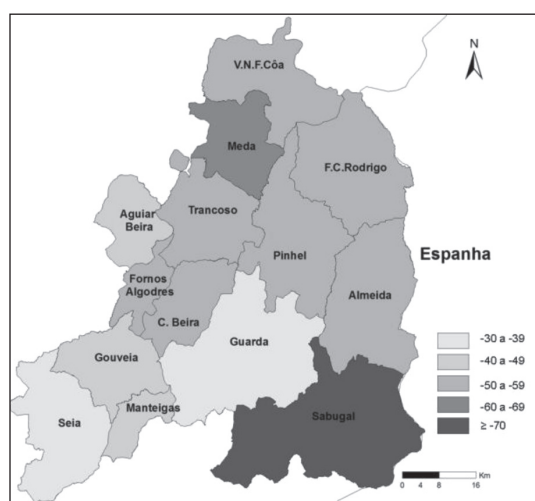 N
V.N.F.Côa
Meda
F.C.Rodrigo
Aguiar
Beira
Trancoso
Pinhel
Espanha
Fornos
Algodres
Almeida
C. Beira
Guarda
Gouveia
Manteigas
Seia
Sabugal
-30 a -39
-40 a -49
-50 a -59
-60 a -69
≥ -70
Km
0 4 8 16